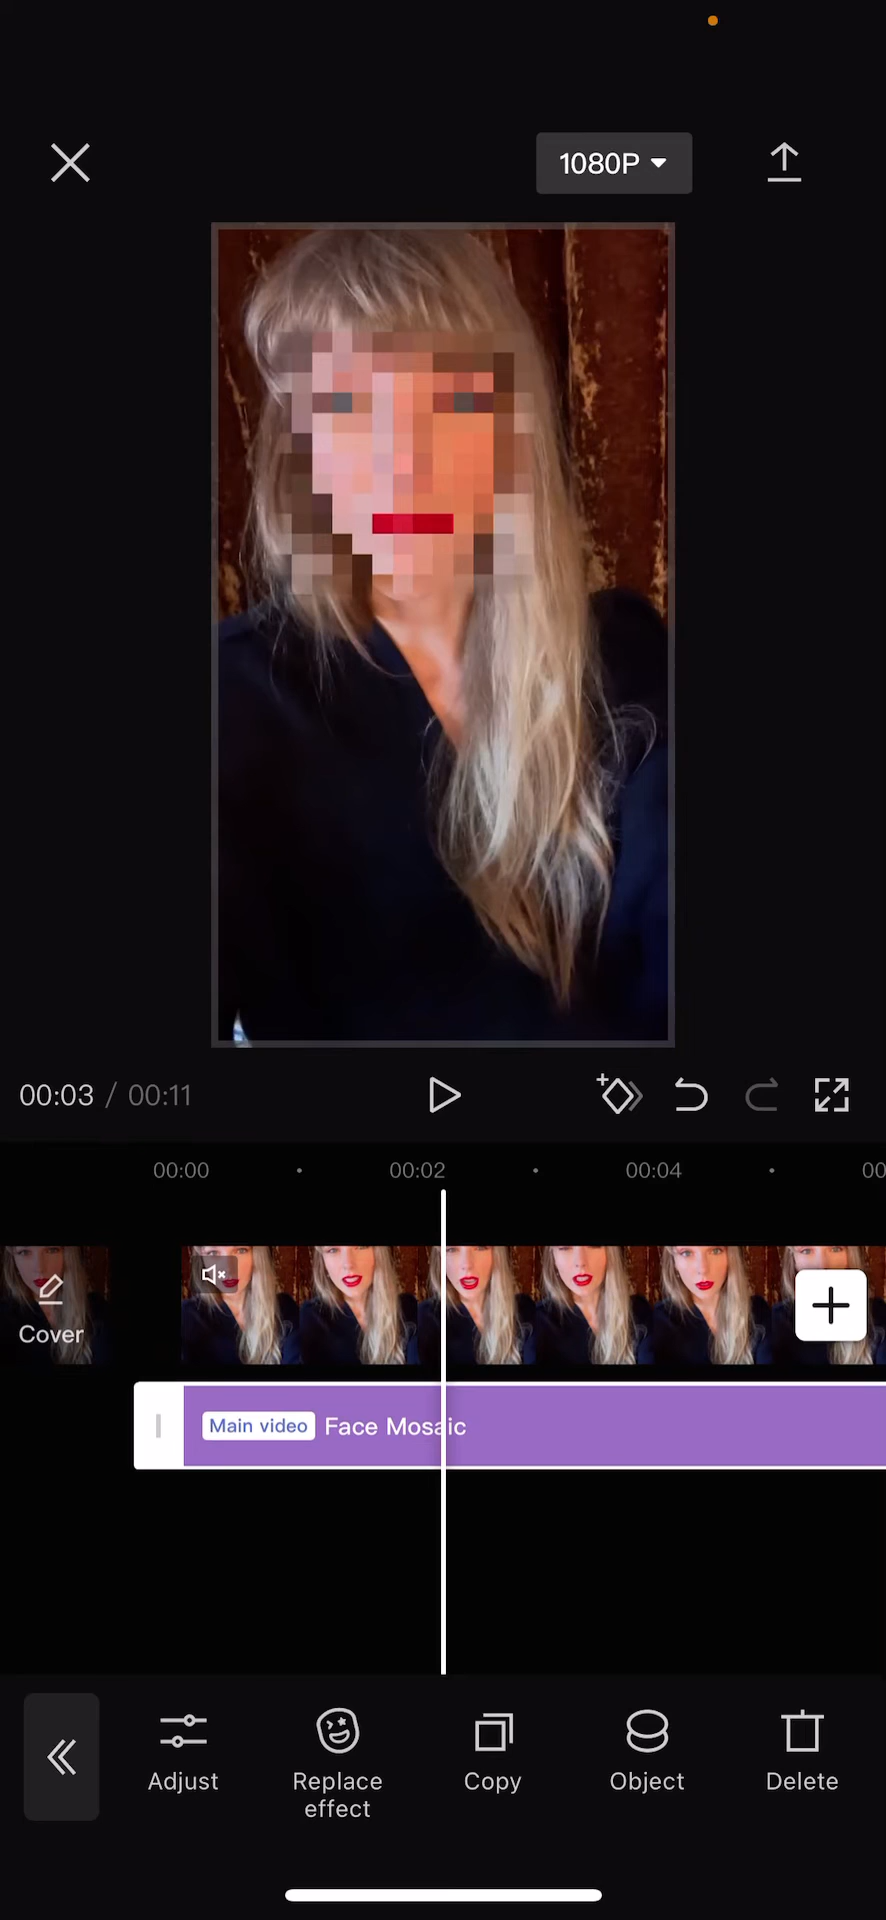 1080P
00:03 / 00:11
00:00 00:02 00:04 00
Cover
Main video Face Mosaic
Adjust Replace effect Copy Object Delete